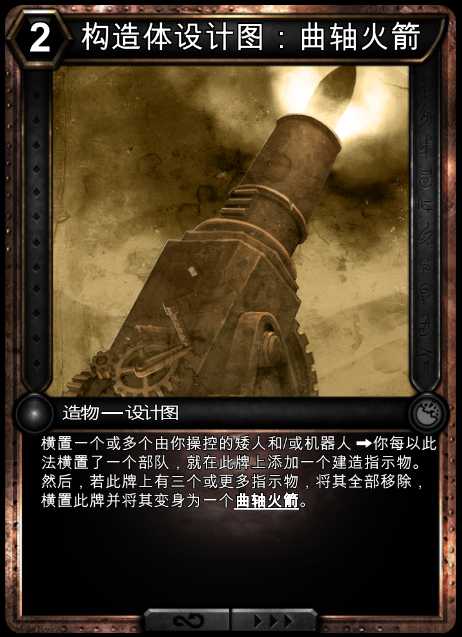 2 构造体设计图：曲轴火箭
造物—设计图
横置一个或多个由你操控的矮人和/或机器人 ➡你每以此
法横置了一个部队，就在此牌上添加一个建造指示物。
然后，若此牌上有三个或更多指示物，将其全部移除，
横置此牌并将其变身为一个曲轴火箭。